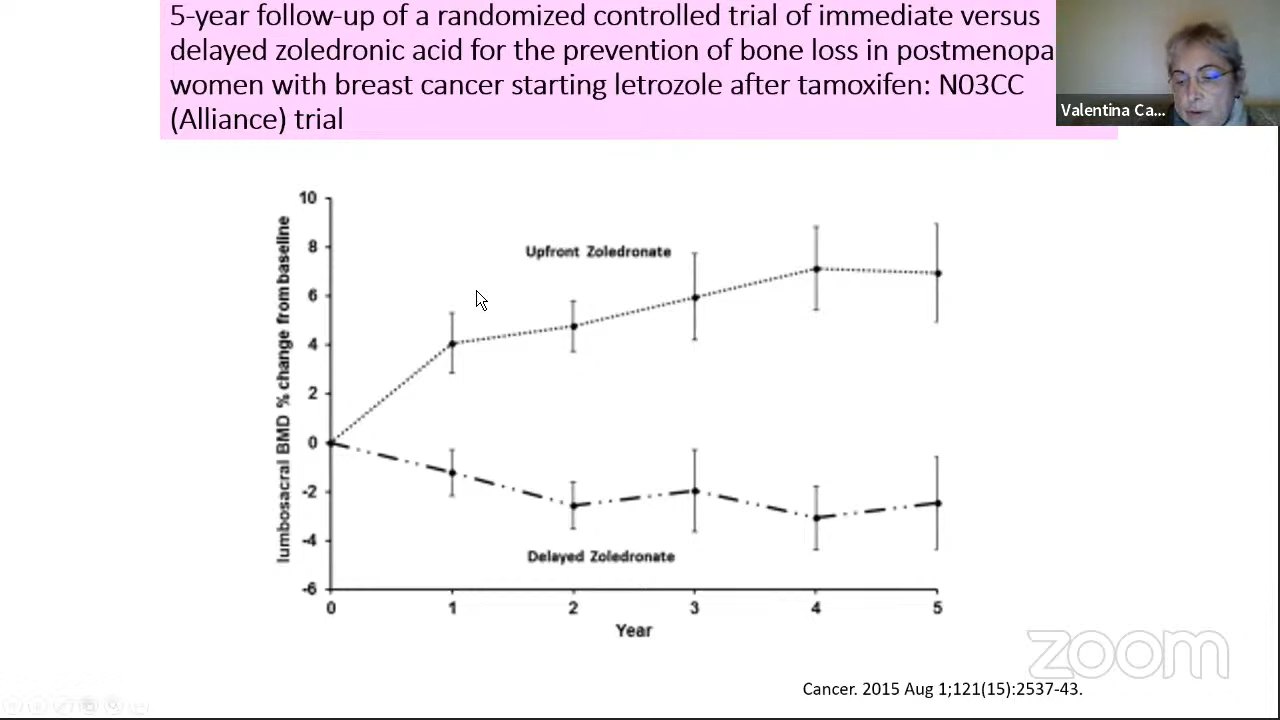 5-year follow-up of a randomized controlled trial of immediate versus
delayed zoledronic acid for the prevention of bone loss in postmenopa
women with breast cancer starting letrozole after tamoxifen: N03CC
(Alliance) trial
Valentina Ca...
10
8
6
4
2
0
-2
-4
-6
lumbosacral BMD % change from baseline
Upfront Zoledronate
Delayed Zoledronate
0 1 2 3 4 5
Year
zoom
Cancer. 2015 Aug 1;121(15):2537-43.